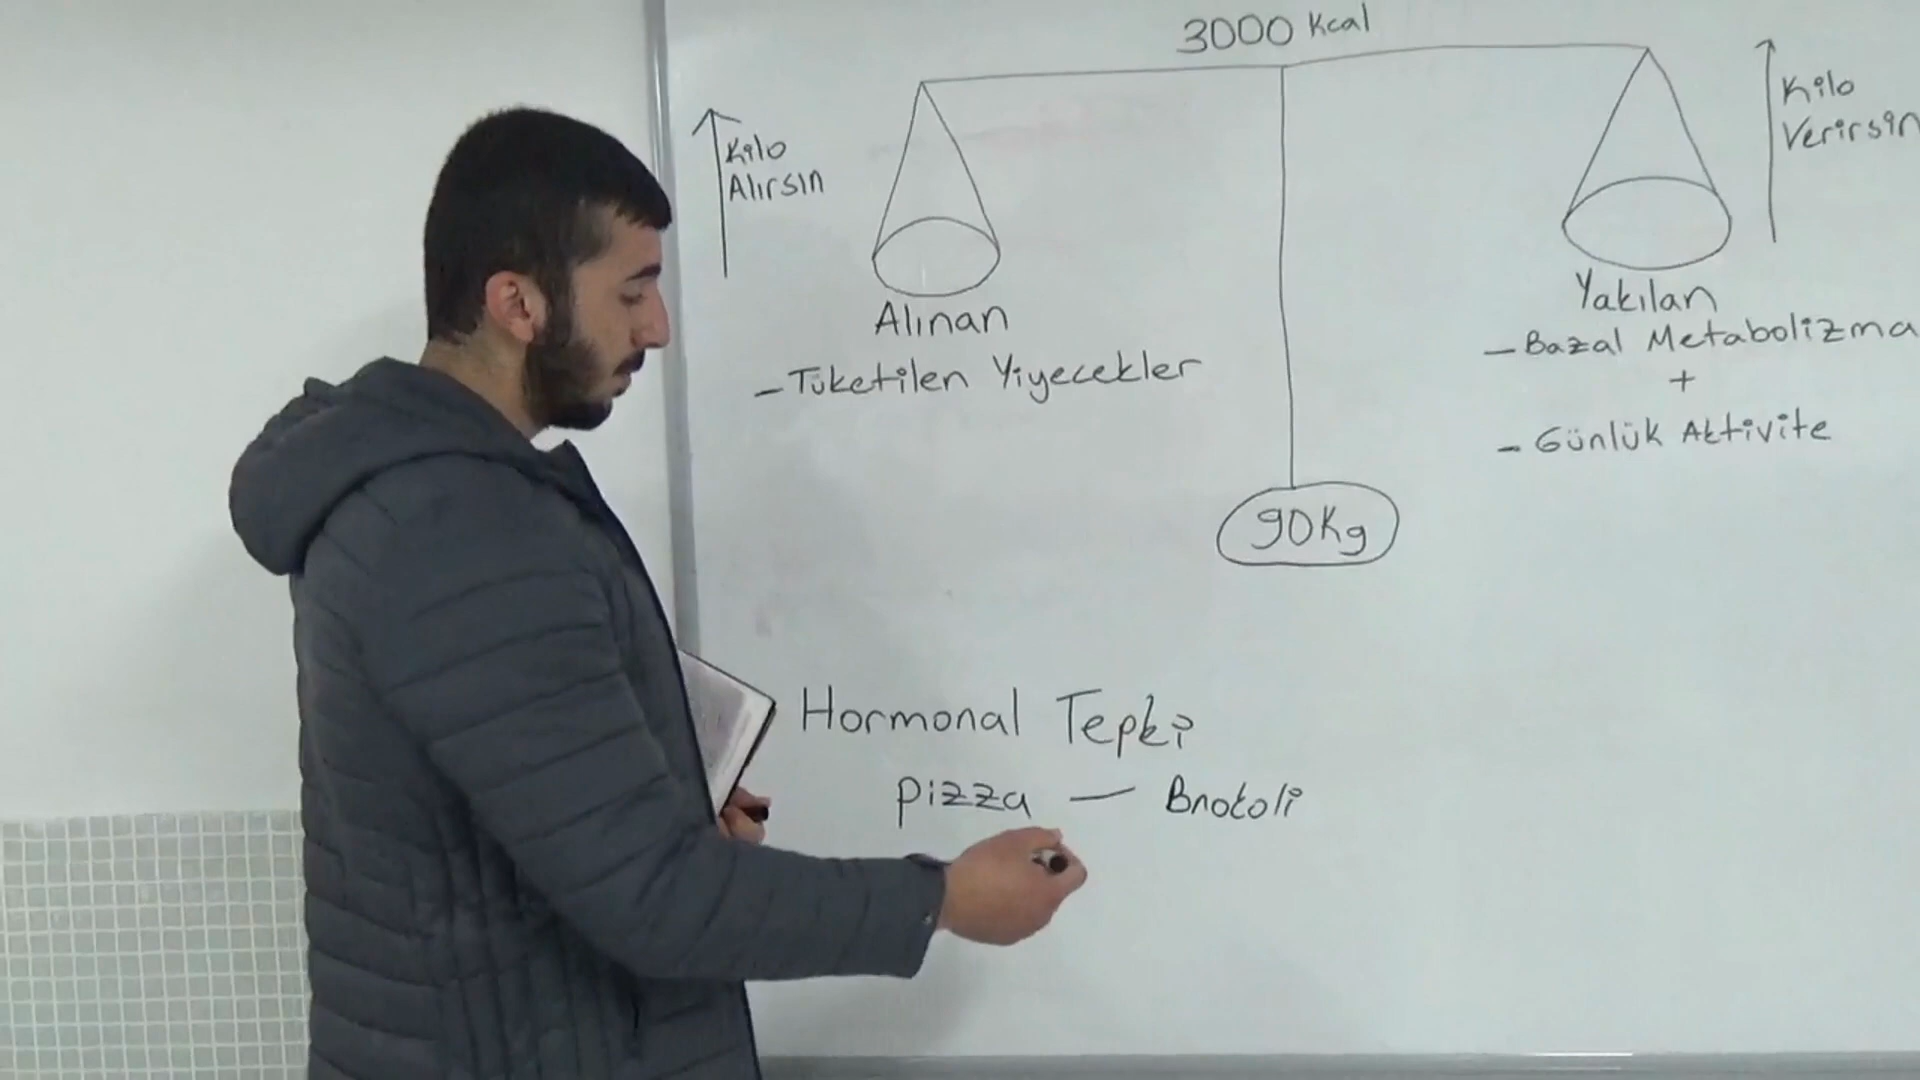 3000 Kcal
Kilo
Alırsın
Kilo
Verirsin
Alınan
- Tüketilen Yiyecekler
Yakılan
- Bazal Metabolizma
+
- Günlük Aktivite
90Kg
Hormonal Tepki
Pizza — Brokoli